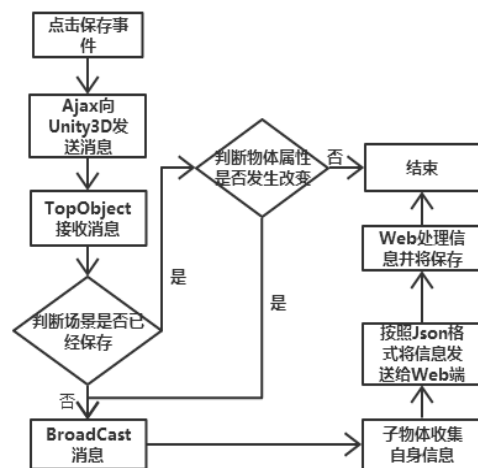 点击保存事
件
Ajax向
Unity3D发
送消息
TopObject
接收消息
判断场景是否已
经保存
是
否
BroadCast
消息
判断物体属性
是否发生改变
否
是
结束
Web处理信
息并将保存
按照Json格
式将信息发
送给Web端
子物体收集
自身信息